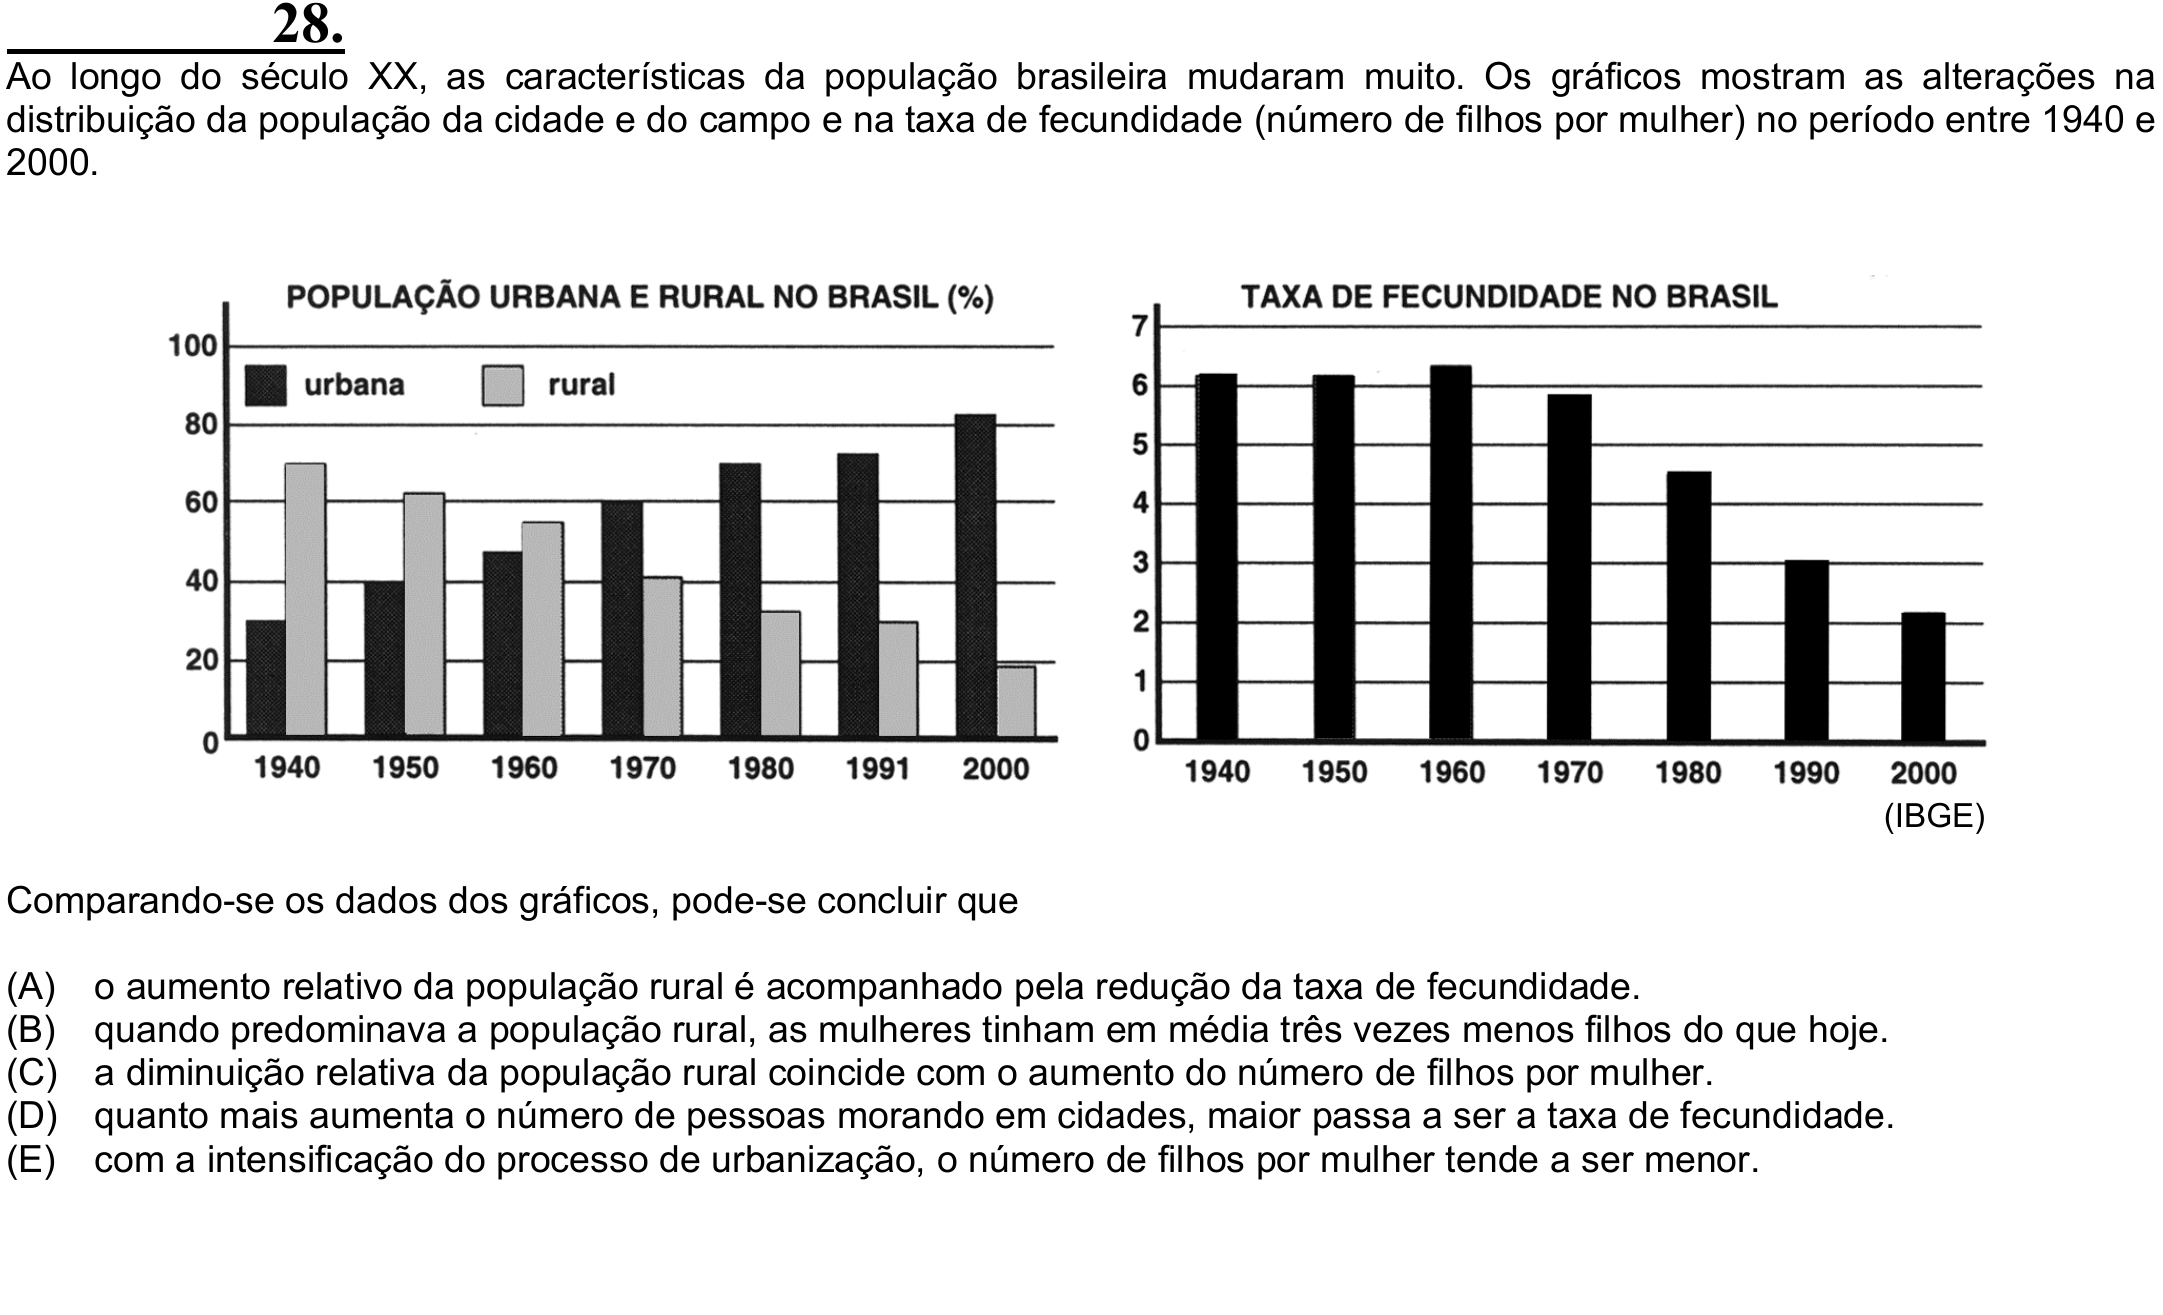 28.
Ao longo do século XX, as características da população brasileira mudaram muito. Os gráficos mostram as alterações na
distribuição da população da cidade e do campo e na taxa de fecundidade (número de filhos por mulher) no período entre 1940 e
2000.
POPULAÇÃO URBANA E RURAL NO BRASIL (%)
100
urbana rural
80
60
40
20
0
1940 1950 1960 1970 1980 1991 2000
TAXA DE FECUNDIDADE NO BRASIL
7
6
5
4
3
2
1
0
1940 1950 1960 1970 1980 1990 2000
(IBGE)
Comparando-se os dados dos gráficos, pode-se concluir que
(A) o aumento relativo da população rural é acompanhado pela redução da taxa de fecundidade.
(B) quando predominava a população rural, as mulheres tinham em média três vezes menos filhos do que hoje.
(C) a diminuição relativa da população rural coincide com o aumento do número de filhos por mulher.
(D) quanto mais aumenta o número de pessoas morando em cidades, maior passa a ser a taxa de fecundidade.
(E) com a intensificação do processo de urbanização, o número de filhos por mulher tende a ser menor.